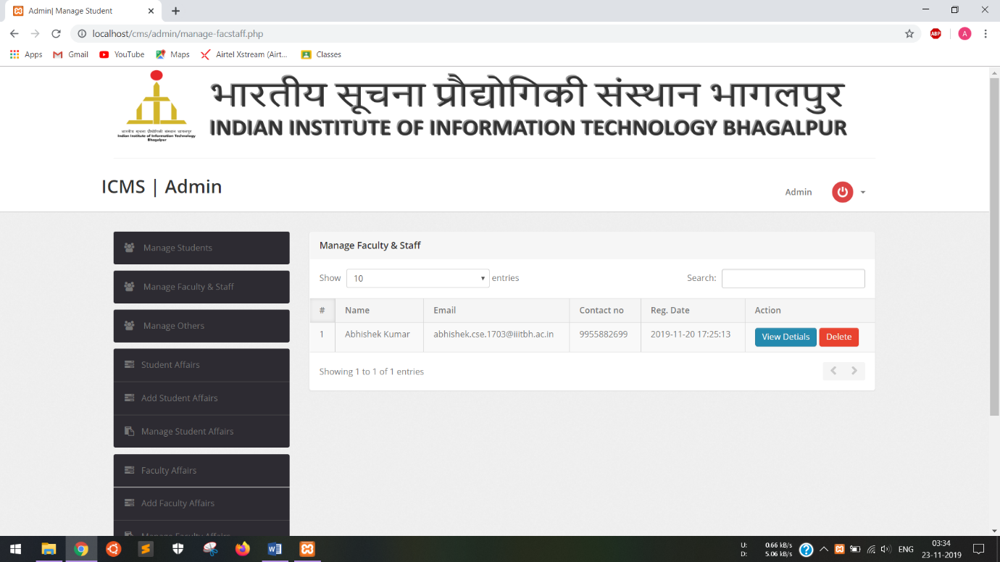 Admin| Manage Student
localhost/cms/admin/manage-facstaff.php
ABP
A
Apps Gmail YouTube Maps Airtel Xstream (Airt... Classes
भारतीय सूचना प्रौद्योगिकी संस्थान भागलपुर
INDIAN INSTITUTE OF INFORMATION TECHNOLOGY BHAGALPUR
भारतीय सूचना प्रौद्योगिकी संस्थान भागलपुर
Indian Institute of Information Technology
Bhagalpur
ICMS | Admin
Admin
Manage Students
Manage Faculty & Staff
Manage Others
Student Affairs
Add Student Affairs
Manage Student Affairs
Faculty Affairs
Add Faculty Affairs
Manage Faculty Affairs
Manage Faculty & Staff
Show 10 entries Search:
# Name Email Contact no Reg. Date Action
1 Abhishek Kumar abhishek.cse.1703@iiitbh.ac.in 9955882699 2019-11-20 17:25:13 View Detials Delete
Showing 1 to 1 of 1 entries
U: 0.66 kB/s
D: 5.06 kB/s
ENG
03:34
23-11-2019